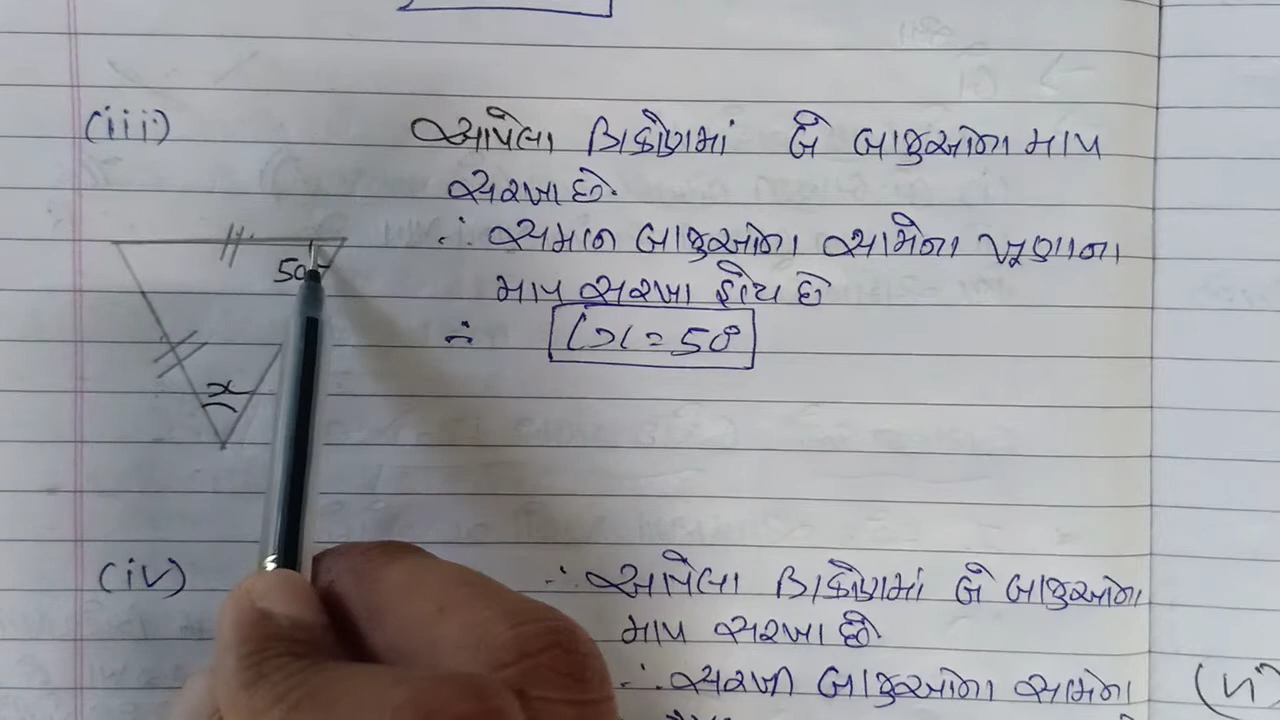 (iii)
આપેલા ત્રિકોણમાં બે બાજુઓના માપ
સરખા છે.
∴ સમાન બાજુઓના સામેના ખૂણાના
માપ સરખા હોય છે
50°
∴ x = 50°
x
(iv)
∴ આપેલા ત્રિકોણમાં બે બાજુઓના
માપ સરખા છે
∴ સરખી બાજુઓના સામેના